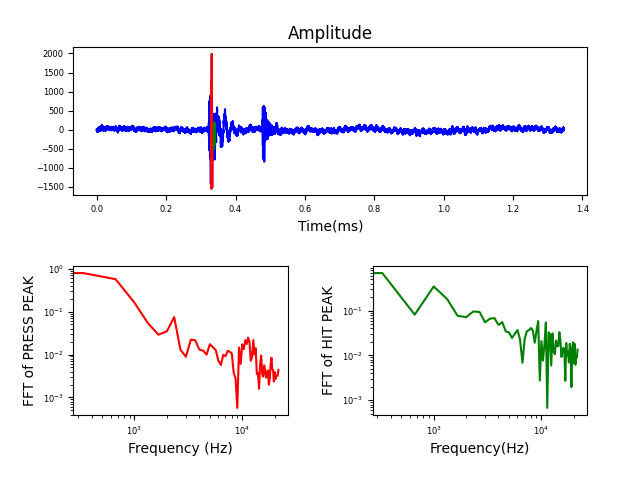 Amplitude
2000
1500
1000
500
0
−500
−1000
−1500
0.0 0.2 0.4 0.6 0.8 1.0 1.2 1.4
Time(ms)
FFT of PRESS PEAK
10⁰
10⁻¹
10⁻²
10⁻³
10³ 10⁴
Frequency (Hz)
FFT of HIT PEAK
10⁻¹
10⁻²
10⁻³
10³ 10⁴
Frequency(Hz)